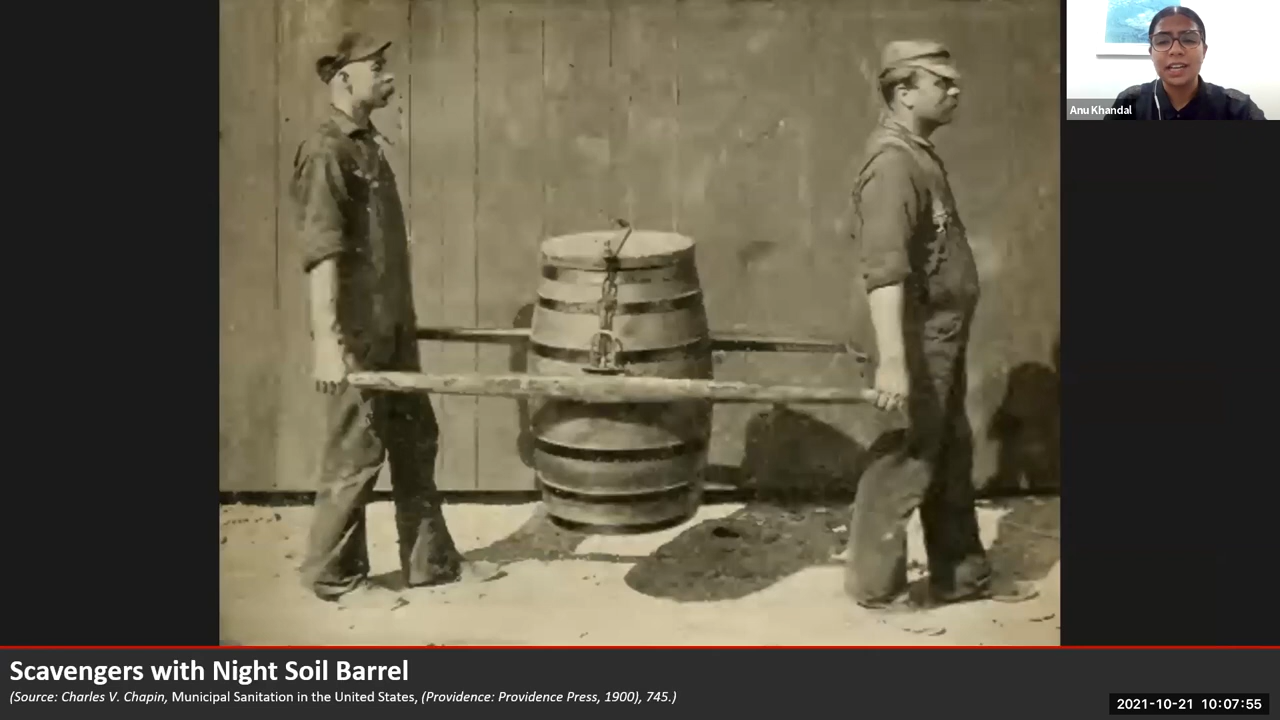 Anu Khandal
Scavengers with Night Soil Barrel
(Source: Charles V. Chapin, Municipal Sanitation in the United States, (Providence: Providence Press, 1900), 745.)
2021-10-21 10:07:55